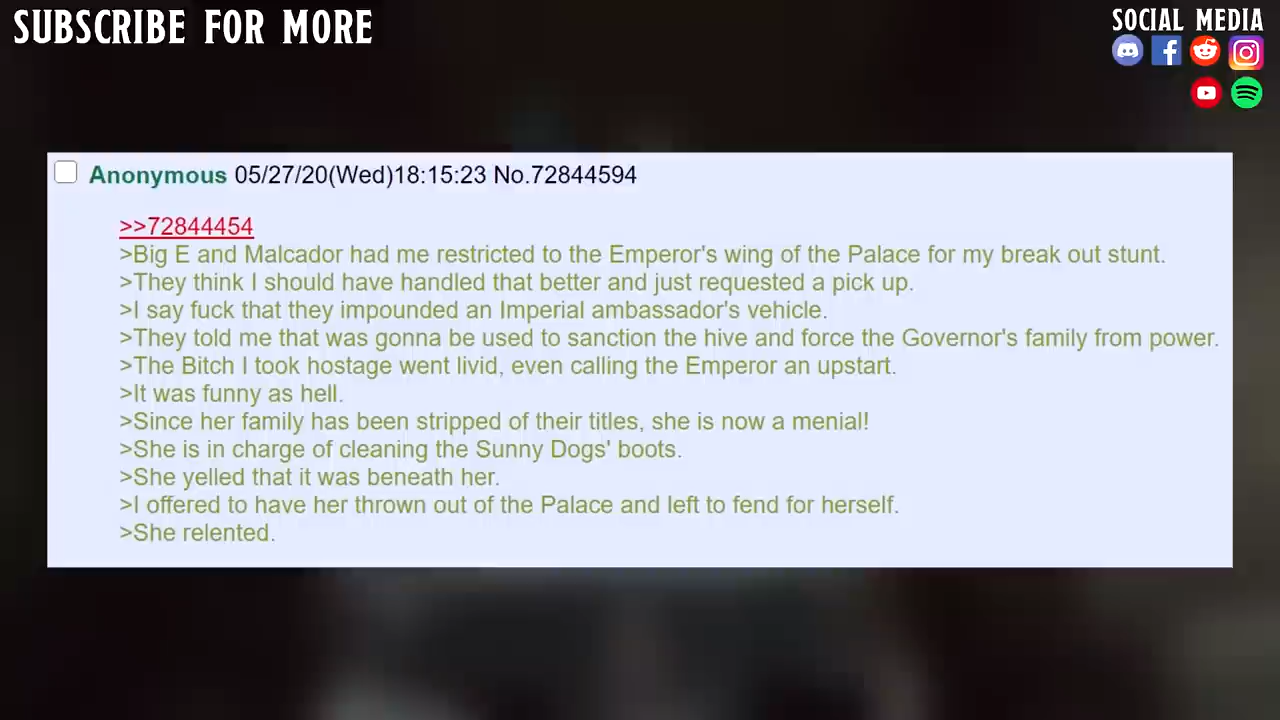 SUBSCRIBE FOR MORE
SOCIAL MEDIA
Anonymous 05/27/20(Wed)18:15:23 No.72844594
>>72844454
>Big E and Malcador had me restricted to the Emperor's wing of the Palace for my break out stunt.
>They think I should have handled that better and just requested a pick up.
>I say fuck that they impounded an Imperial ambassador's vehicle.
>They told me that was gonna be used to sanction the hive and force the Governor's family from power.
>The Bitch I took hostage went livid, even calling the Emperor an upstart.
>It was funny as hell.
>Since her family has been stripped of their titles, she is now a menial!
>She is in charge of cleaning the Sunny Dogs' boots.
>She yelled that it was beneath her.
>I offered to have her thrown out of the Palace and left to fend for herself.
>She relented.